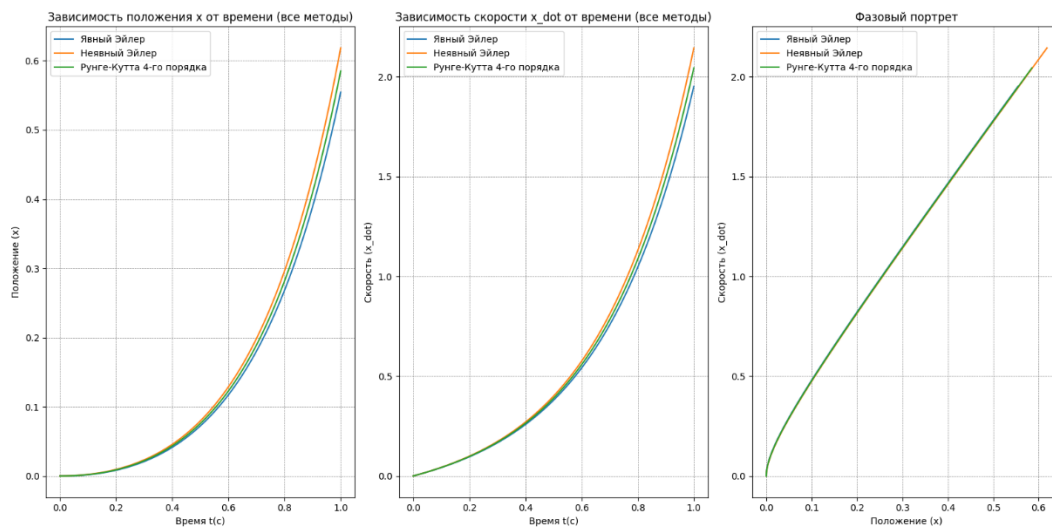 Зависимость положения x от времени (все методы)
Явный Эйлер
Неявный Эйлер
Рунге-Кутта 4-го порядка
Положение (x)
0.6
0.5
0.4
0.3
0.2
0.1
0.0
0.0 0.2 0.4 0.6 0.8 1.0
Время t(c)
Зависимость скорости x_dot от времени (все методы)
Явный Эйлер
Неявный Эйлер
Рунге-Кутта 4-го порядка
Скорость (x_dot)
2.0
1.5
1.0
0.5
0.0
0.0 0.2 0.4 0.6 0.8 1.0
Время t(c)
Фазовый портрет
Явный Эйлер
Неявный Эйлер
Рунге-Кутта 4-го порядка
Скорость (x_dot)
2.0
1.5
1.0
0.5
0.0
0.0 0.1 0.2 0.3 0.4 0.5 0.6
Положение (x)